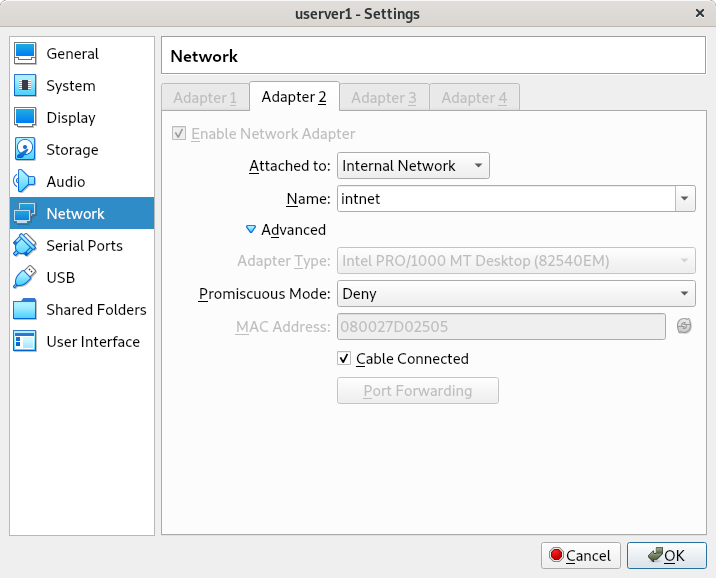 userver1 - Settings
General
System
Display
Storage
Audio
Network
Serial Ports
USB
Shared Folders
User Interface
Network
Adapter 1 Adapter 2 Adapter 3 Adapter 4
Enable Network Adapter
Attached to: Internal Network
Name: intnet
Advanced
Adapter Type: Intel PRO/1000 MT Desktop (82540EM)
Promiscuous Mode: Deny
MAC Address: 080027D02505
Cable Connected
Port Forwarding
Cancel OK